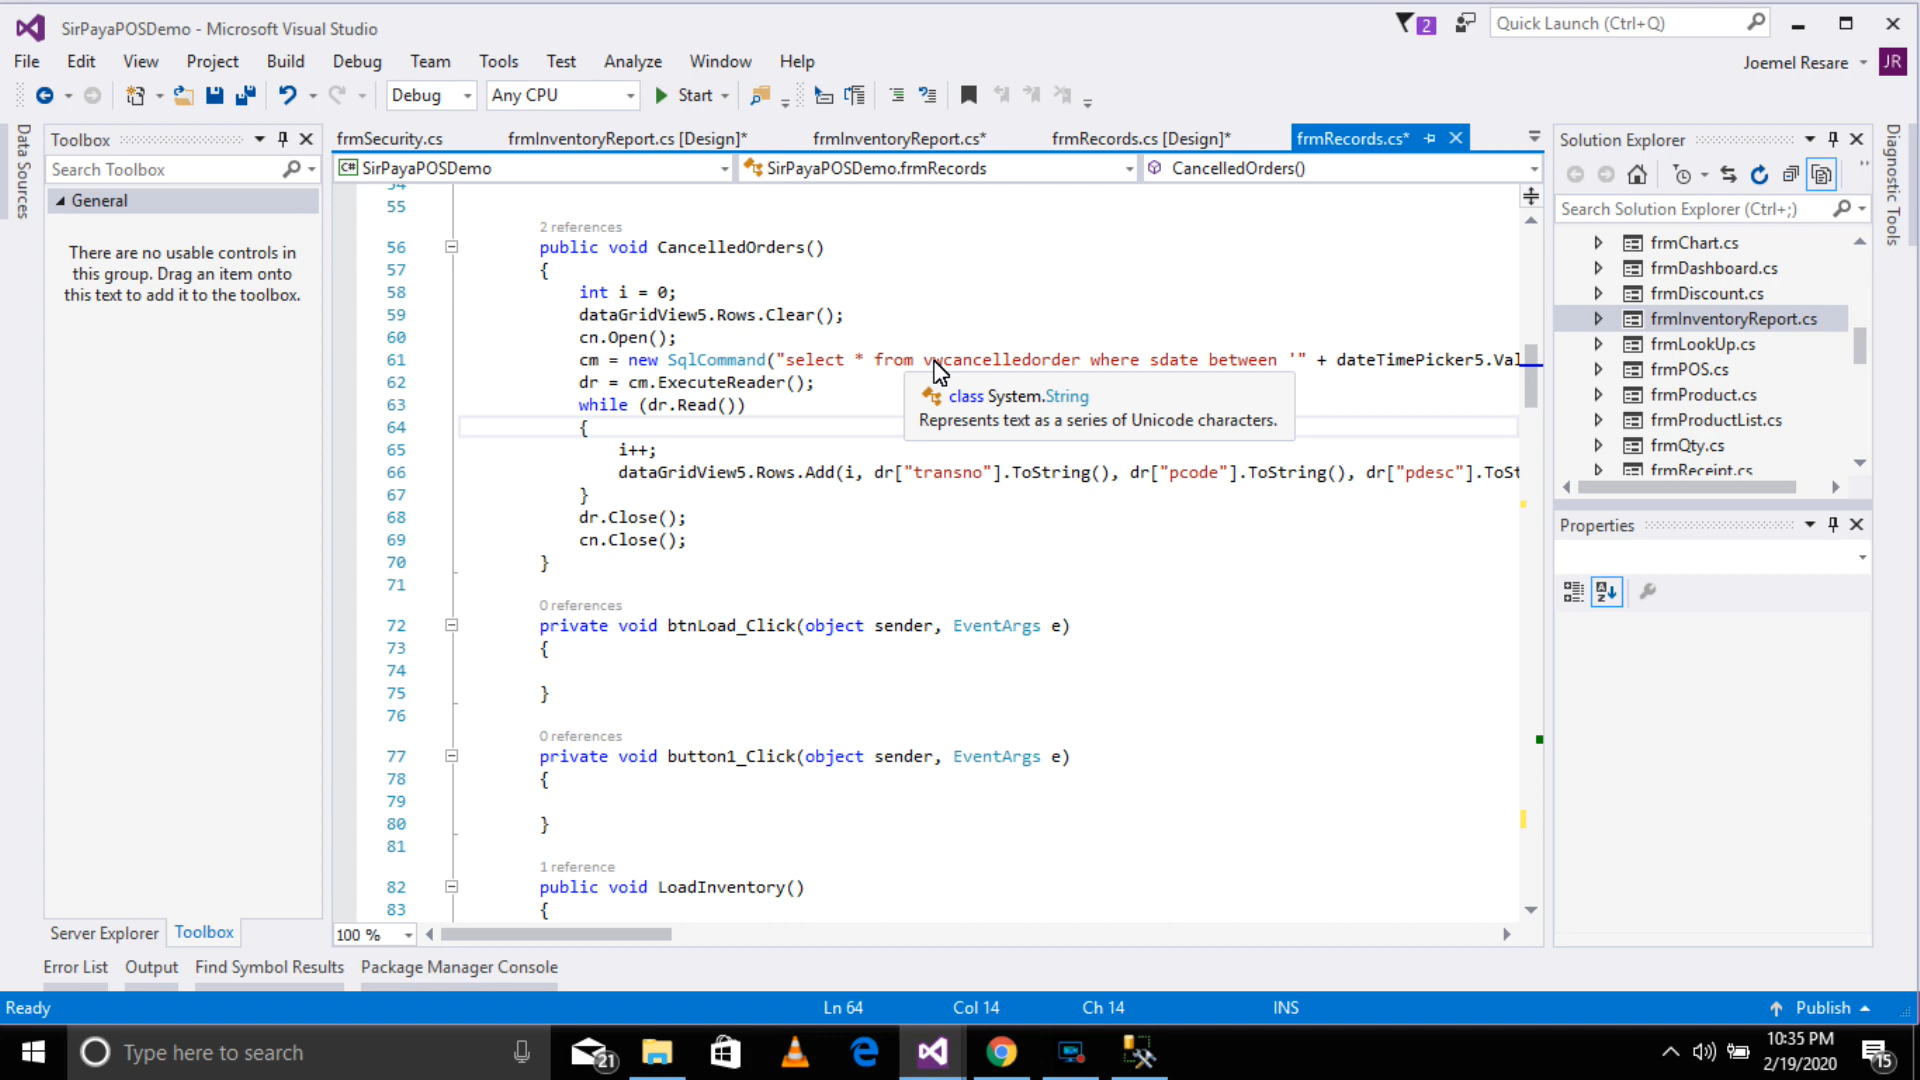 SirPayaPOSDemo - Microsoft Visual Studio
2
Quick Launch (Ctrl+Q)
File Edit View Project Build Debug Team Tools Test Analyze Window Help
Joemel Resare JR
Debug Any CPU Start
Data Sources
Toolbox
Search Toolbox
General
There are no usable controls in
this group. Drag an item onto
this text to add it to the toolbox.
Server Explorer Toolbox
frmSecurity.cs frmInventoryReport.cs [Design]* frmInventoryReport.cs* frmRecords.cs [Design]* frmRecords.cs*
C# SirPayaPOSDemo SirPayaPOSDemo.frmRecords CancelledOrders()
54
55
2 references
56 public void CancelledOrders()
57 {
58 int i = 0;
59 dataGridView5.Rows.Clear();
60 cn.Open();
61 cm = new SqlCommand("select * from vwcancelledorder where sdate between '" + dateTimePicker5.Val
62 dr = cm.ExecuteReader();
63 while (dr.Read())
64 {
class System.String
Represents text as a series of Unicode characters.
65 i++;
66 dataGridView5.Rows.Add(i, dr["transno"].ToString(), dr["pcode"].ToString(), dr["pdesc"].ToSt
67 }
68 dr.Close();
69 cn.Close();
70 }
71
0 references
72 private void btnLoad_Click(object sender, EventArgs e)
73 {
74
75 }
76
0 references
77 private void button1_Click(object sender, EventArgs e)
78 {
79
80 }
81
1 reference
82 public void LoadInventory()
83 {
100 %
Solution Explorer
Search Solution Explorer (Ctrl+;)
frmChart.cs
frmDashboard.cs
frmDiscount.cs
frmInventoryReport.cs
frmLookUp.cs
frmPOS.cs
frmProduct.cs
frmProductList.cs
frmQty.cs
frmReceipt.cs
Properties
Diagnostic Tools
Error List Output Find Symbol Results Package Manager Console
Ready Ln 64 Col 14 Ch 14 INS Publish
Type here to search
21
10:35 PM
2/19/2020
15